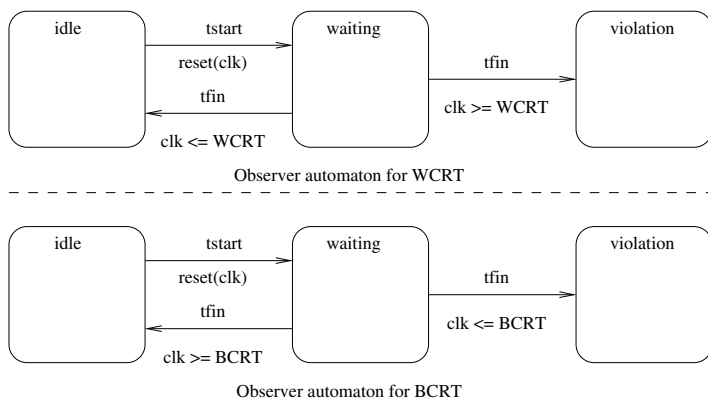 idle
tstart
waiting
violation
reset(clk)
tfin
tfin
clk >= WCRT
clk <= WCRT
Observer automaton for WCRT
idle
tstart
waiting
violation
reset(clk)
tfin
tfin
clk <= BCRT
clk >= BCRT
Observer automaton for BCRT